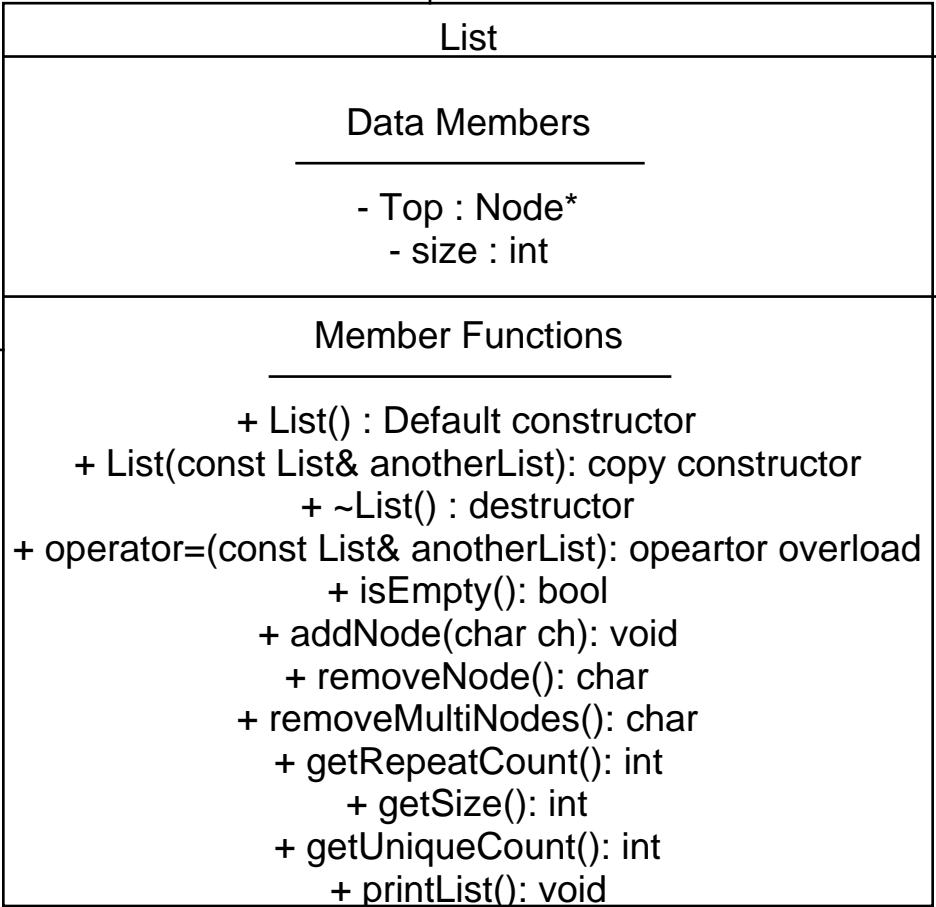 List
Data Members
- Top : Node*
- size : int
Member Functions
+ List() : Default constructor
+ List(const List& anotherList): copy constructor
+ ~List() : destructor
+ operator=(const List& anotherList): opeartor overload
+ isEmpty(): bool
+ addNode(char ch): void
+ removeNode(): char
+ removeMultiNodes(): char
+ getRepeatCount(): int
+ getSize(): int
+ getUniqueCount(): int
+ printList(): void